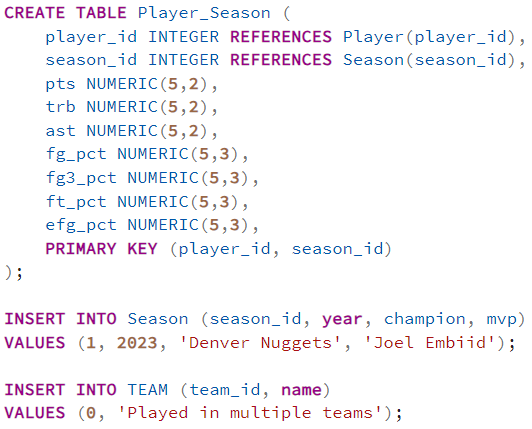 CREATE TABLE Player_Season (
    player_id INTEGER REFERENCES Player(player_id),
    season_id INTEGER REFERENCES Season(season_id),
    pts NUMERIC(5,2),
    trb NUMERIC(5,2),
    ast NUMERIC(5,2),
    fg_pct NUMERIC(5,3),
    fg3_pct NUMERIC(5,3),
    ft_pct NUMERIC(5,3),
    efg_pct NUMERIC(5,3),
    PRIMARY KEY (player_id, season_id)
);

INSERT INTO Season (season_id, year, champion, mvp)
VALUES (1, 2023, 'Denver Nuggets', 'Joel Embiid');

INSERT INTO TEAM (team_id, name)
VALUES (0, 'Played in multiple teams');